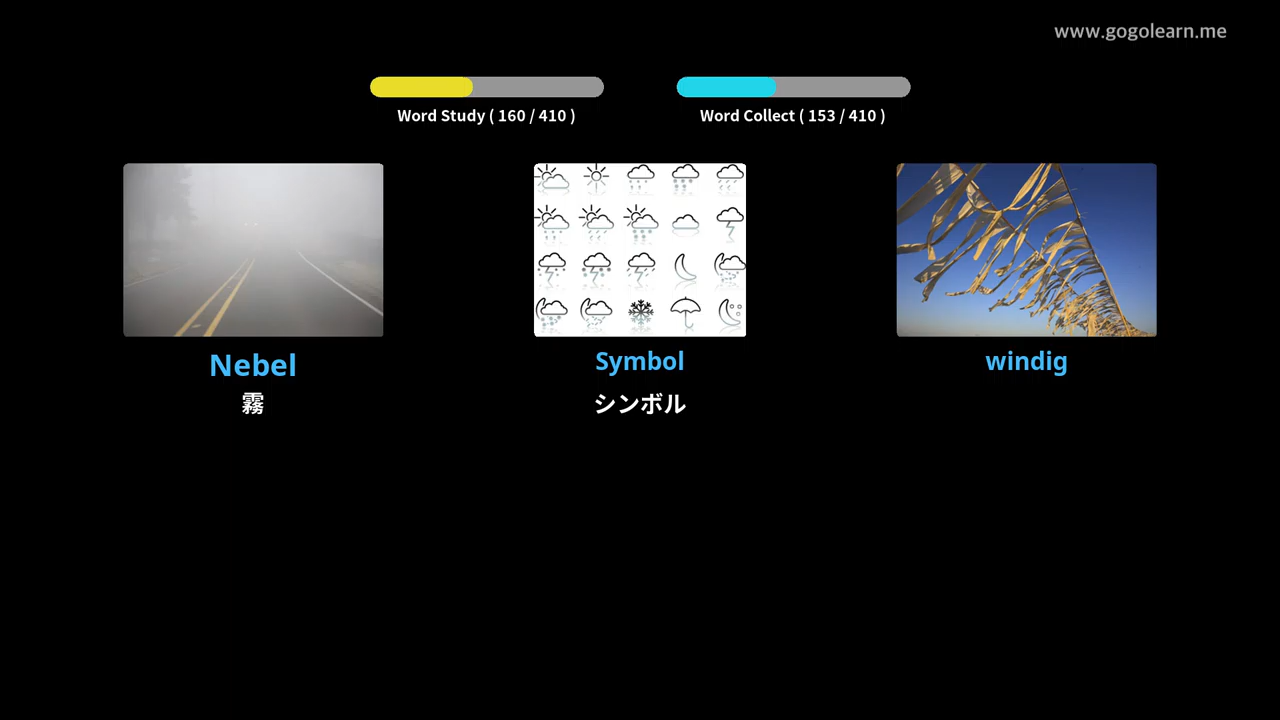 www.gogolearn.me
Word Study ( 160 / 410 )
Word Collect ( 153 / 410 )
Nebel
霧
Symbol
シンボル
windig